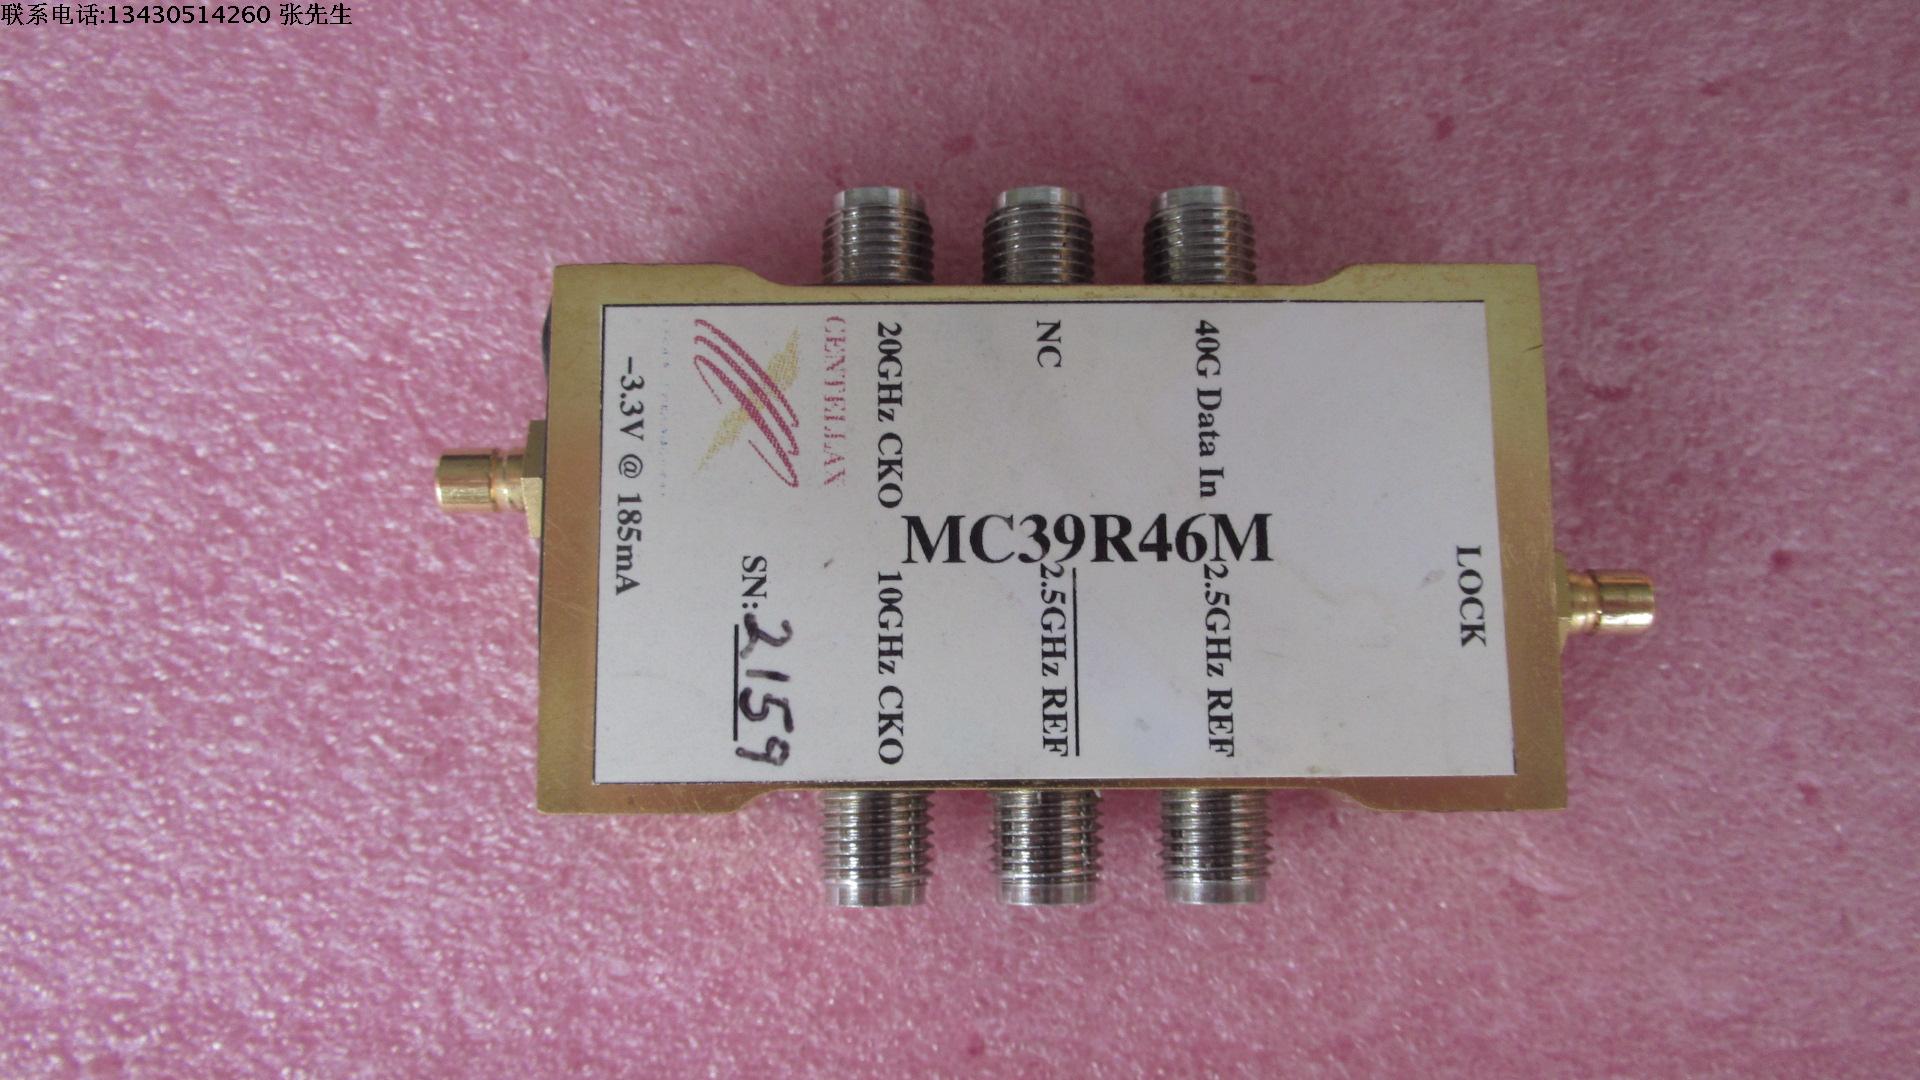 联系电话:13430514260 张先生
CENTELLAX
-3.3V @ 185mA
SN: 2159
20GHz CKO
10GHz CKO
NC
2.5GHz REF
40G Data In
2.5GHz REF
MC39R46M
LOCK